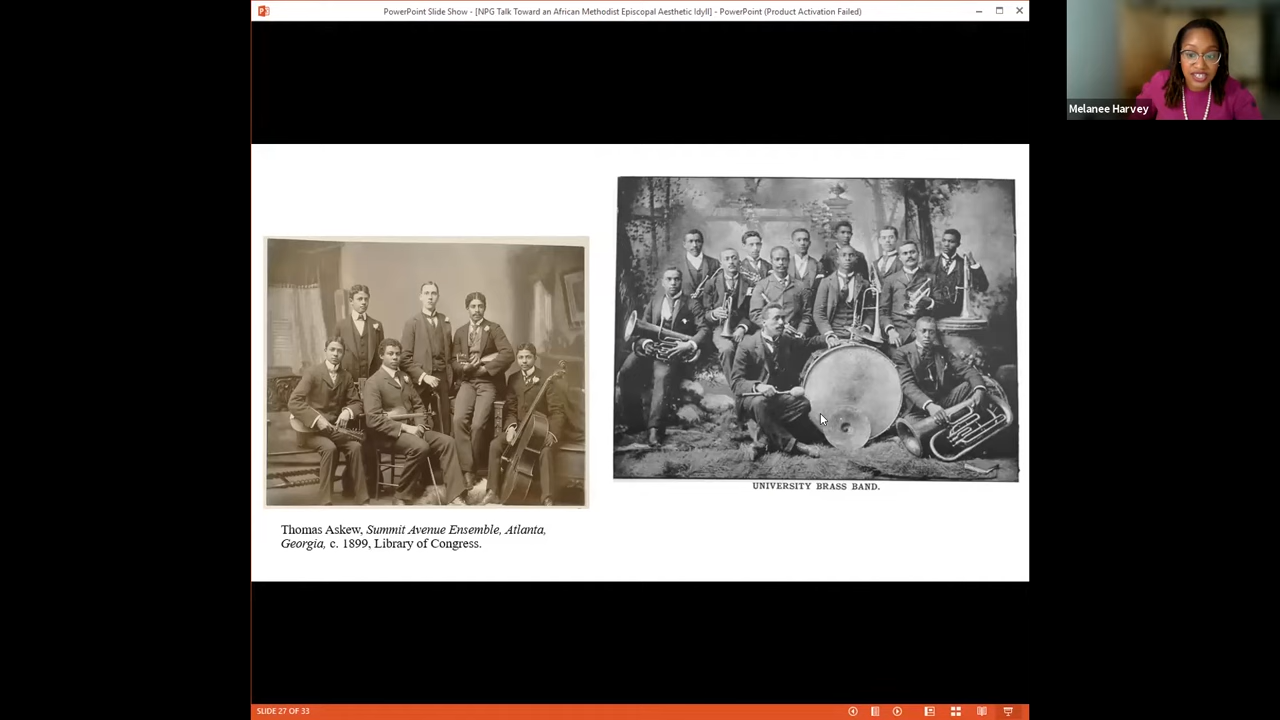 PowerPoint Slide Show - [NPG Talk Toward an African Methodist Episcopal Aesthetic Idyll] - PowerPoint (Product Activation Failed)
Melanee Harvey
UNIVERSITY BRASS BAND.
Thomas Askew, Summit Avenue Ensemble, Atlanta,
Georgia, c. 1899, Library of Congress.
SLIDE 27 OF 33